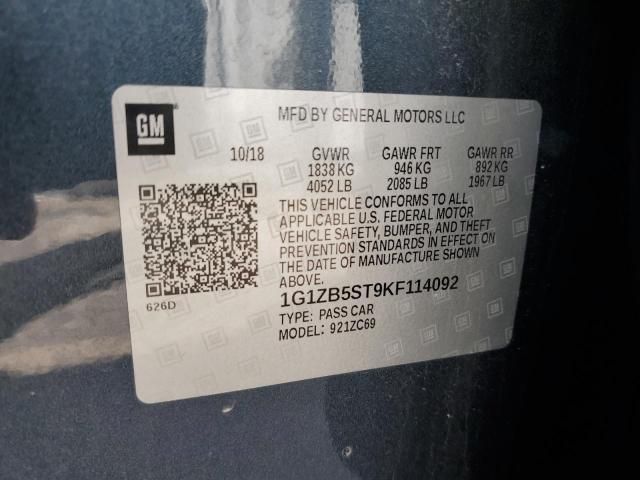 GM
MFD BY GENERAL MOTORS LLC
10/18 GVWR GAWR FRT GAWR RR
1838 KG 946 KG 892 KG
4052 LB 2085 LB 1967 LB
THIS VEHICLE CONFORMS TO ALL
APPLICABLE U.S. FEDERAL MOTOR
VEHICLE SAFETY, BUMPER, AND THEFT
PREVENTION STANDARDS IN EFFECT ON
THE DATE OF MANUFACTURE SHOWN
ABOVE.
626D
1G1ZB5ST9KF114092
TYPE: PASS CAR
MODEL: 921ZC69